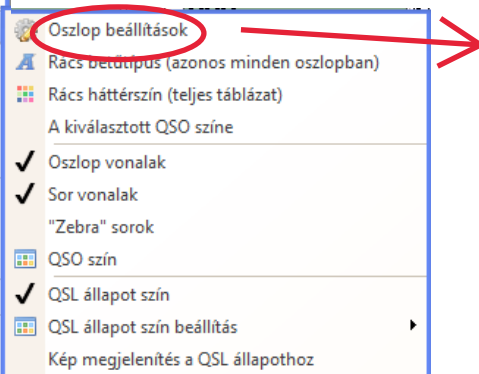 Oszlop beállítások
Rács betűtípus (azonos minden oszlopban)
Rács háttérszín (teljes táblázat)
A kiválasztott QSO színe
Oszlop vonalak
Sor vonalak
"Zebra" sorok
QSO szín
QSL állapot szín
QSL állapot szín beállítás
Kép megjelenítés a QSL állapothoz